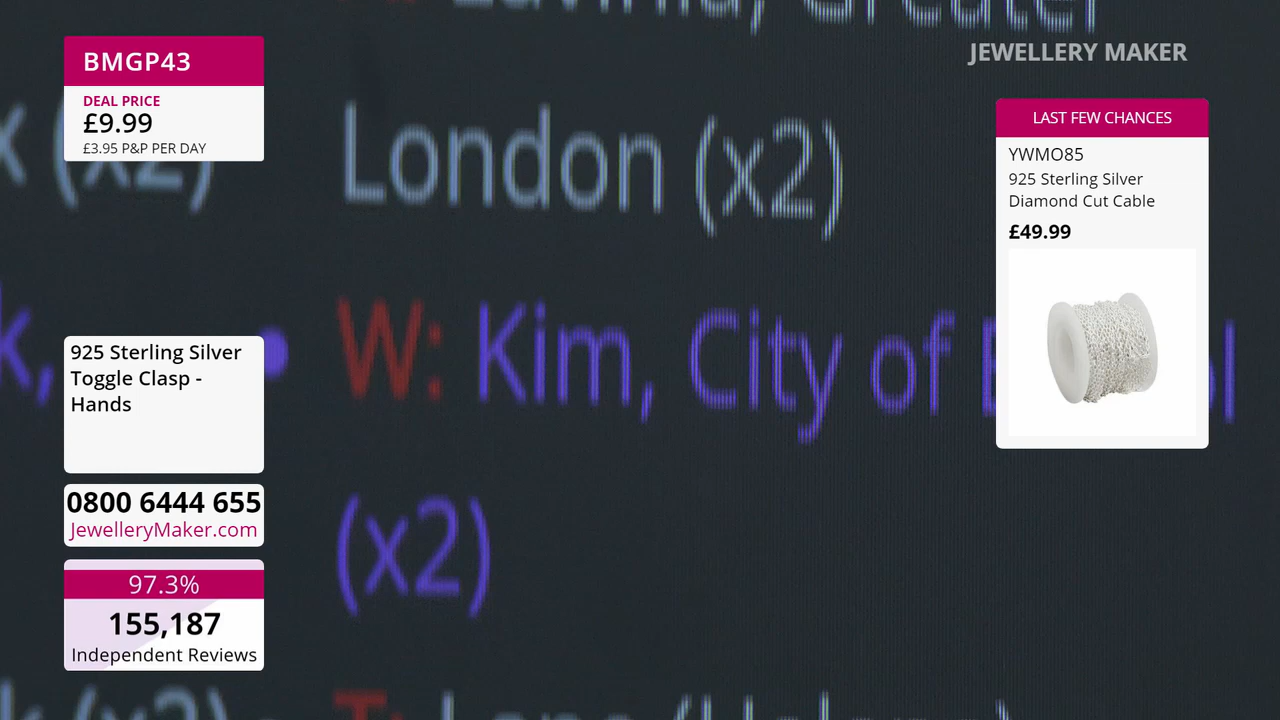 BMGP43
DEAL PRICE
£9.99
£3.95 P&P PER DAY
JEWELLERY MAKER
LAST FEW CHANCES
YWMO85
925 Sterling Silver
Diamond Cut Cable
£49.99
Greater
(x2)
London (x2)
W: Kim, City of
(x2)
925 Sterling Silver
Toggle Clasp -
Hands
0800 6444 655
JewelleryMaker.com
97.3%
155,187
Independent Reviews